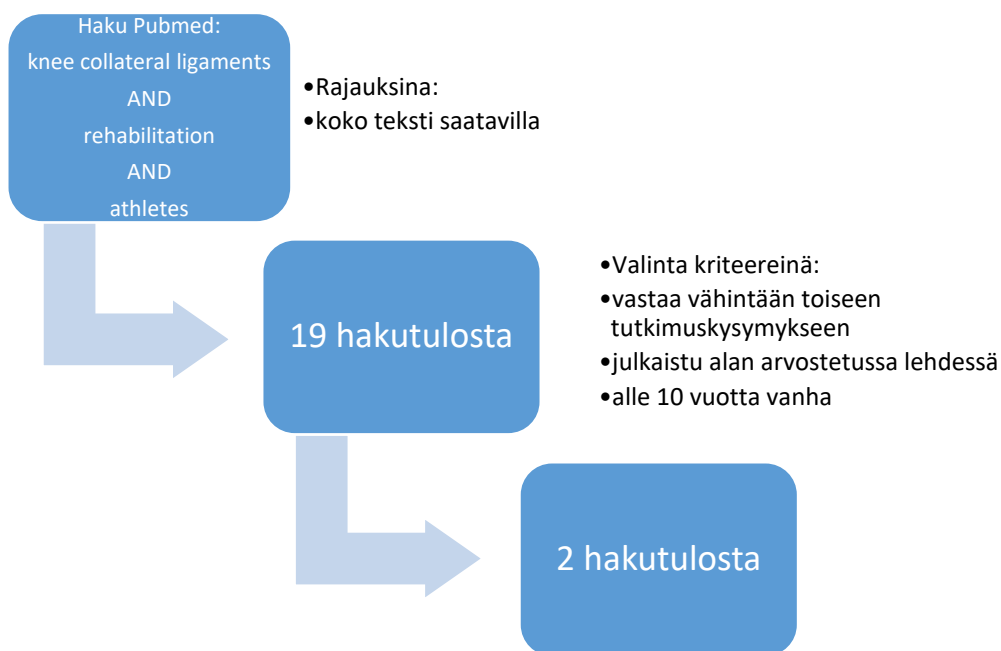 Haku Pubmed:
knee collateral ligaments
AND
rehabilitation
AND
athletes
•Rajauksina:
•koko teksti saatavilla
19 hakutulosta
•Valinta kriteereinä:
•vastaa vähintään toiseen
tutkimuskysymykseen
•julkaistu alan arvostetussa lehdessä
•alle 10 vuotta vanha
2 hakutulosta